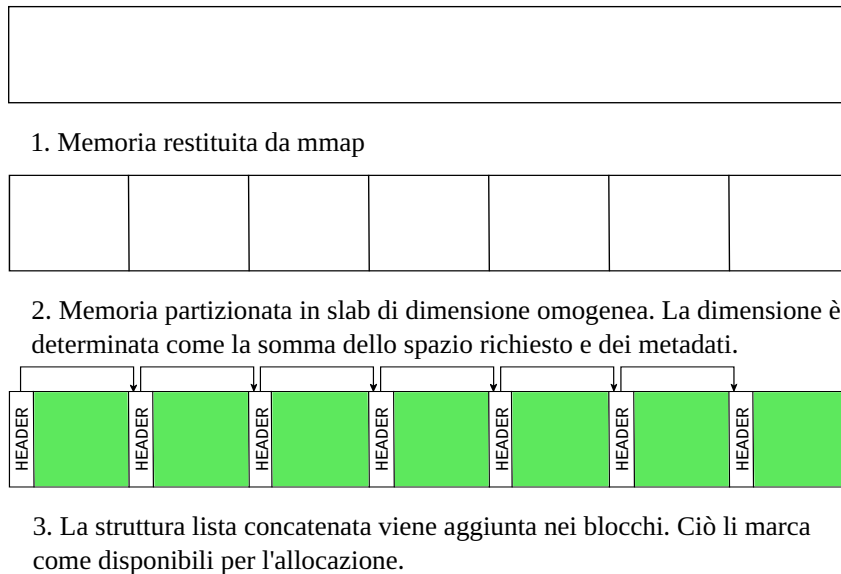 1. Memoria restituita da mmap
2. Memoria partizionata in slab di dimensione omogenea. La dimensione è
determinata come la somma dello spazio richiesto e dei metadati.
HEADER
HEADER
HEADER
HEADER
HEADER
HEADER
HEADER
3. La struttura lista concatenata viene aggiunta nei blocchi. Ciò li marca
come disponibili per l'allocazione.